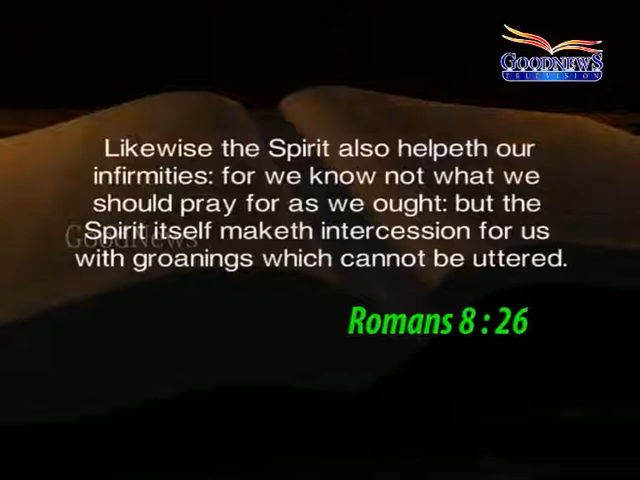 GOODNEWS
TELEVISION
Likewise the Spirit also helpeth our
infirmities: for we know not what we
should pray for as we ought: but the
GOODNEWS
Spirit itself maketh intercession for us
with groanings which cannot be uttered.
Romans 8 : 26